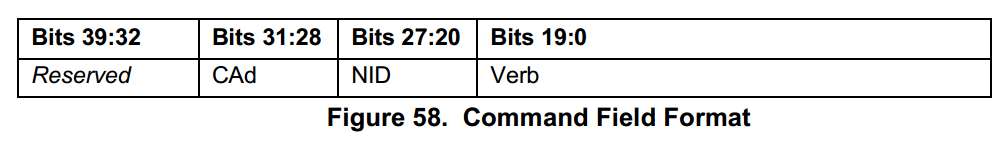 Bits 39:32 Bits 31:28 Bits 27:20 Bits 19:0
Reserved CAd NID Verb
Figure 58. Command Field Format